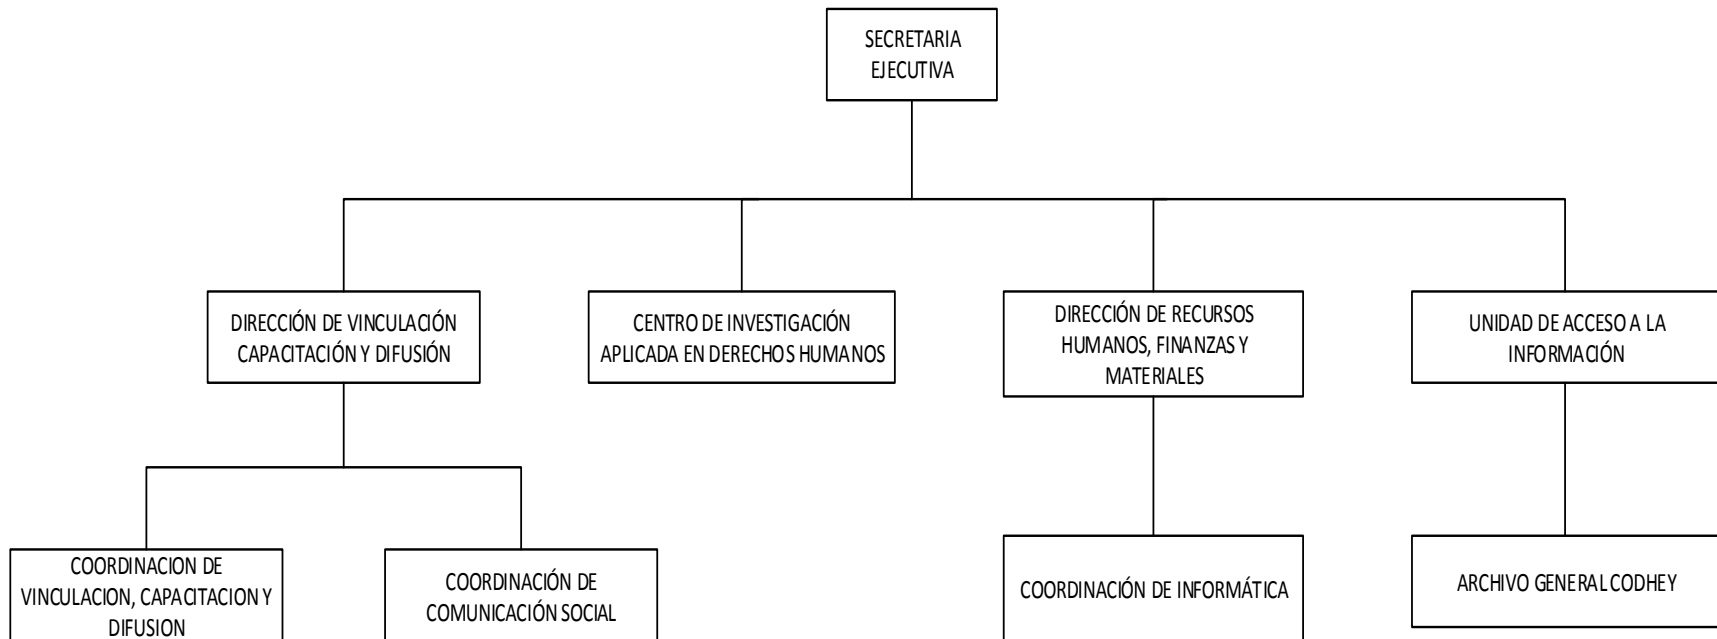 SECRETARIA
EJECUTIVA
DIRECCIÓN DE VINCULACIÓN
CAPACITACIÓN Y DIFUSIÓN
CENTRO DE INVESTIGACIÓN
APLICADA EN DERECHOS HUMANOS
DIRECCIÓN DE RECURSOS
HUMANOS, FINANZAS Y
MATERIALES
UNIDAD DE ACCESO A LA
INFORMACIÓN
COORDINACION DE
VINCULACION, CAPACITACION Y
DIFUSION
COORDINACIÓN DE
COMUNICACIÓN SOCIAL
COORDINACIÓN DE INFORMÁTICA
ARCHIVO GENERAL CODHEY